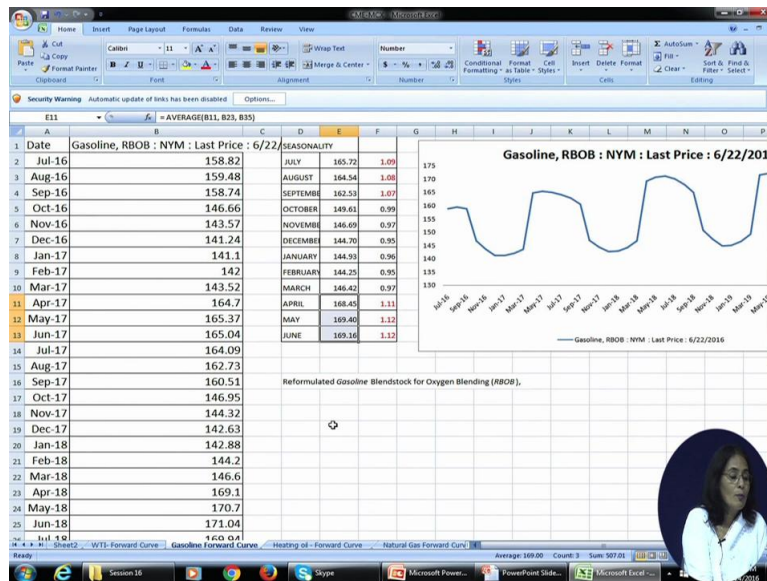 CME-MCX - Microsoft Excel
Home Insert Page Layout Formulas Data Review View
Cut
Copy
Format Painter
Paste
Clipboard
Calibri 11
Font
Wrap Text
Merge & Center
Alignment
Number
Number
Conditional Formatting
Format as Table
Cell Styles
Styles
Insert Delete Format
Cells
AutoSum
Fill
Clear
Sort & Filter
Find & Select
Editing
Security Warning Automatic update of links has been disabled Options...
E11 fx =AVERAGE(B11, B23, B35)
A B C D E F G H I J K L M N O P
1 Date Gasoline, RBOB : NYM : Last Price : 6/22/ SEASONALITY
2 Jul-16 158.82 JULY 165.72 1.09
3 Aug-16 159.48 AUGUST 164.54 1.08
4 Sep-16 158.74 SEPTEMBE 162.53 1.07
5 Oct-16 146.66 OCTOBER 149.61 0.99
6 Nov-16 143.57 NOVEMBE 146.69 0.97
7 Dec-16 141.24 DECEMBE 144.70 0.95
8 Jan-17 141.1 JANUARY 144.93 0.96
9 Feb-17 142 FEBRUARY 144.25 0.95
10 Mar-17 143.52 MARCH 146.42 0.97
11 Apr-17 164.7 APRIL 168.45 1.11
12 May-17 165.37 MAY 169.40 1.12
13 Jun-17 165.04 JUNE 169.16 1.12
14 Jul-17 164.09
15 Aug-17 162.73
16 Sep-17 160.51 Reformulated Gasoline Blendstock for Oxygen Blending (RBOB),
17 Oct-17 146.95
18 Nov-17 144.32
19 Dec-17 142.63
20 Jan-18 142.88
21 Feb-18 144.2
22 Mar-18 146.6
23 Apr-18 169.1
24 May-18 170.7
25 Jun-18 171.04
26 Jul-18 169.94
Gasoline, RBOB : NYM : Last Price : 6/22/201
175
170
165
160
155
150
145
140
135
130
Jul-16 Sep-16 Nov-16 Jan-17 Mar-17 May-17 Jul-17 Sep-17 Nov-17 Jan-18 Mar-18 May-18 Jul-18 Sep-18 Nov-18 Jan-19 Mar-19 May-19
Gasoline, RBOB : NYM : Last Price : 6/22/2016
Sheet2 WTI- Forward Curve Gasoline Forward Curve Heating oil - Forward Curve Natural Gas Forward Curv
Ready Average: 169.00 Count: 3 Sum: 507.01
Session 16 Skype Microsoft Power... PowerPoint Slide... Microsoft Excel -...